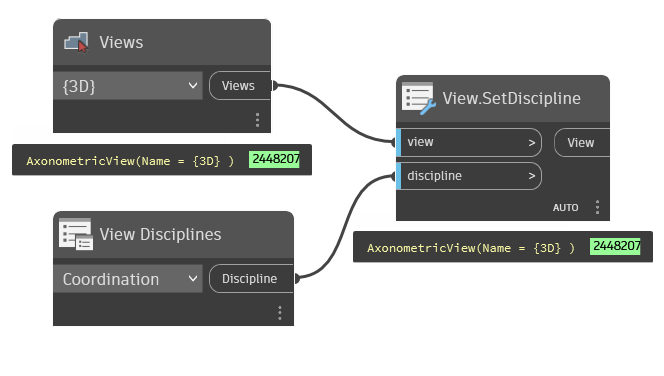 Views
{3D}
Views
AxonometricView(Name = {3D} ) 2448207
View Disciplines
Coordination
Discipline
View.SetDiscipline
view >
View
discipline >
AUTO
AxonometricView(Name = {3D} ) 2448207